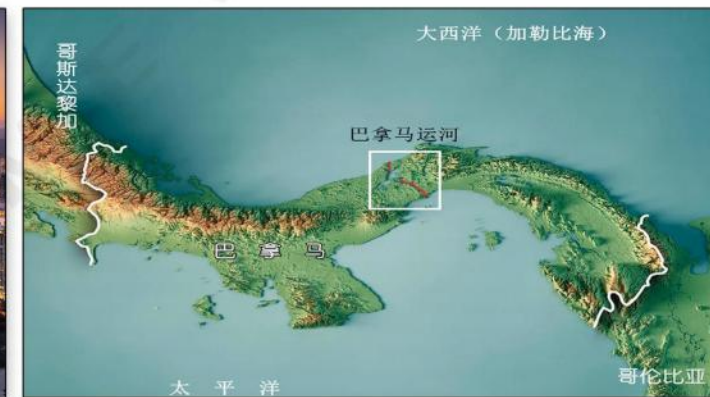 大西洋（加勒比海）
哥斯达黎加
巴拿马运河
巴拿马
哥伦比亚
太平洋